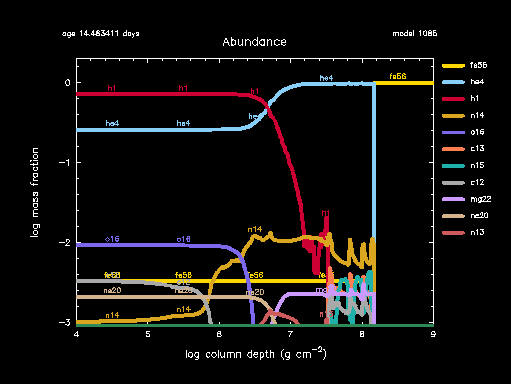 age 14.463411 days
model 1086
Abundance
log mass fraction
0
−1
−2
−3
h1
h1
h1
he4
he4
he4
he4
fe56
n14
h1
o16
o16
fe56
fe56
fe56
ne20
ne20
n14
n14
4
5
6
7
8
9
log column depth (g cm⁻²)
fe56
he4
h1
n14
o16
c13
n15
c12
mg22
ne20
n13